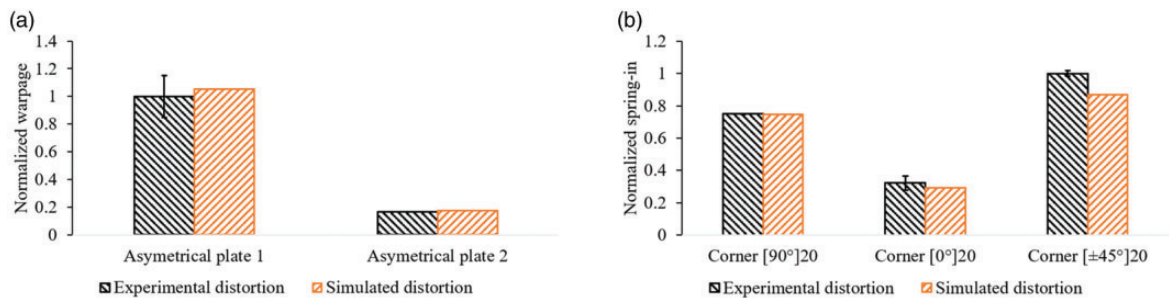 (a)
1.4
1.2
1
0.8
0.6
0.4
0.2
0
Normalized warpage
Asymetrical plate 1
Asymetrical plate 2
Experimental distortion
Simulated distortion
(b)
1.2
1
0.8
0.6
0.4
0.2
0
Normalized spring-in
Corner [90°]20
Corner [0°]20
Corner [±45°]20
Experimental distortion
Simulated distortion